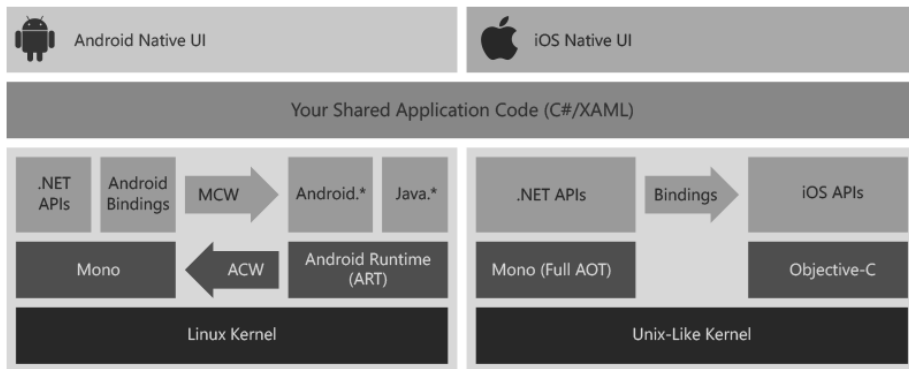 Android Native UI
iOS Native UI
Your Shared Application Code (C#/XAML)
.NET
APIs
Android
Bindings
MCW
Android.*
Java.*
Mono
ACW
Android Runtime
(ART)
Linux Kernel
.NET APIs
Bindings
iOS APIs
Mono (Full AOT)
Objective-C
Unix-Like Kernel